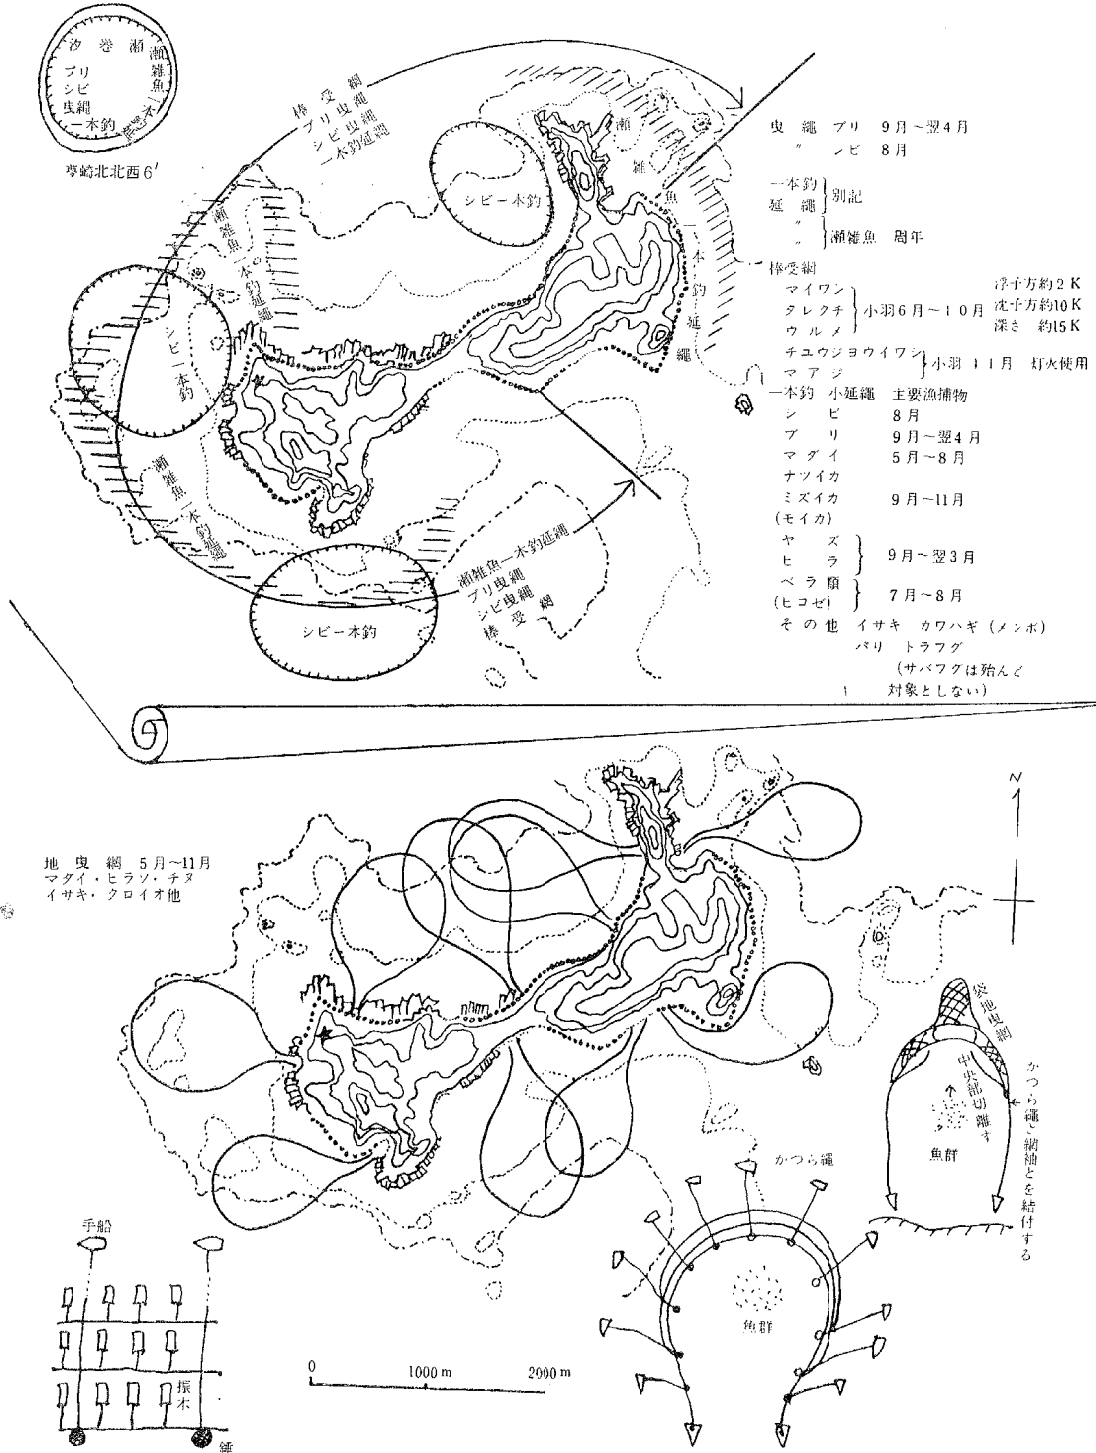 汐巻瀬
ブリ
シビ
曳縄
一本釣
瀬雑魚一本釣
北北西6′
棒受網
ブリ曳縄
シビ曳縄
一本釣延縄
シビ一本釣
瀬雑魚一本釣延縄
瀬雑魚一本釣延縄
シビ一本釣
瀬雑魚一本釣延縄
シビ一本釣
瀬雑魚一本釣延縄
ブリ曳縄
シビ曳縄
棒受網
曳縄 ブリ 9月~翌4月
〃 シビ 8月
一本釣
延縄 別記
〃
〃 瀬雑魚 周年
棒受網
マイワシ 浮子方約2K
タレクチ 小羽6月~10月 沈子方約10K
ウルメ 深さ 約15K
チユウジヨウイワシ
マアジ 小羽11月 灯火使用
一本釣 小延縄 主要漁捕物
シビ 8月
ブリ 9月~翌4月
マダイ 5月~8月
ナツイカ
ミズイカ 9月~11月
(モイカ)
ヤズ
ヒラ 9月~翌3月
ベラ類
(ヒコゼ) 7月~8月
その他 イサキ カワハギ(メンボ)
バリ トラフグ
(サバフグは殆んど
対象としない)
地曳網 5月~11月
マダイ・ヒラソ・チヌ
イサキ・クロイオ他
N
袋地曳網
中央部切離す
魚群
かつら縄と網袖とを結付する
かつら縄
魚群
手船
振木
錘
0 1000m 2000m